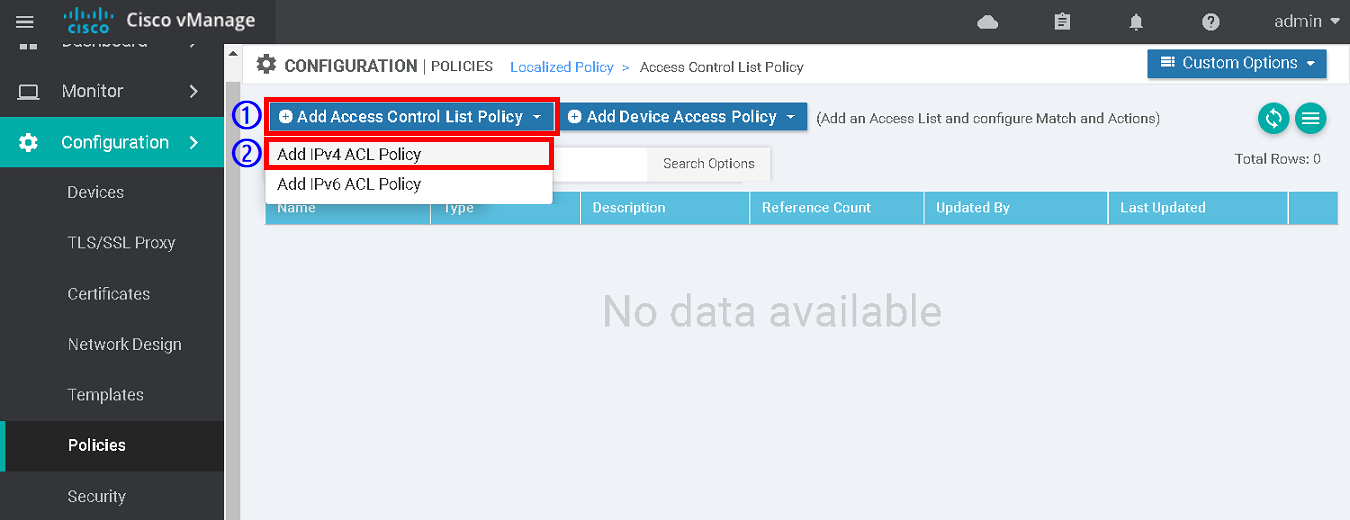 cisco
Cisco vManage
admin
Dashboard
Monitor
Configuration
Devices
TLS/SSL Proxy
Certificates
Network Design
Templates
Policies
Security
CONFIGURATION | POLICIES Localized Policy > Access Control List Policy
Custom Options
① Add Access Control List Policy Add Device Access Policy (Add an Access List and configure Match and Actions)
② Add IPv4 ACL Policy
Add IPv6 ACL Policy
Search Options
Total Rows: 0
Name Type Description Reference Count Updated By Last Updated
No data available